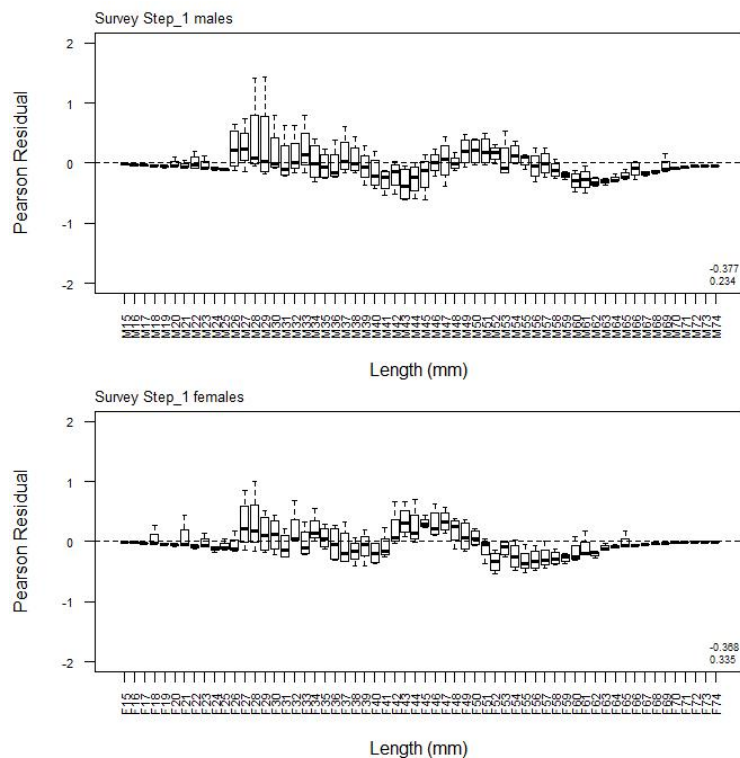 Survey Step_1 males
2
1
0
-1
-2
Pearson Residual
-0.377
0.234
M15 M16 M17 M18 M19 M20 M21 M22 M23 M24 M25 M26 M27 M28 M29 M30 M31 M32 M33 M34 M35 M36 M37 M38 M39 M40 M41 M42 M43 M44 M45 M46 M47 M48 M49 M50 M51 M52 M53 M54 M55 M56 M57 M58 M59 M60 M61 M62 M63 M64 M65 M66 M67 M68 M69 M70 M71 M72 M73 M74
Length (mm)
Survey Step_1 females
2
1
0
-1
-2
Pearson Residual
-0.368
0.335
F15 F16 F17 F18 F19 F20 F21 F22 F23 F24 F25 F26 F27 F28 F29 F30 F31 F32 F33 F34 F35 F36 F37 F38 F39 F40 F41 F42 F43 F44 F45 F46 F47 F48 F49 F50 F51 F52 F53 F54 F55 F56 F57 F58 F59 F60 F61 F62 F63 F64 F65 F66 F67 F68 F69 F70 F71 F72 F73 F74
Length (mm)